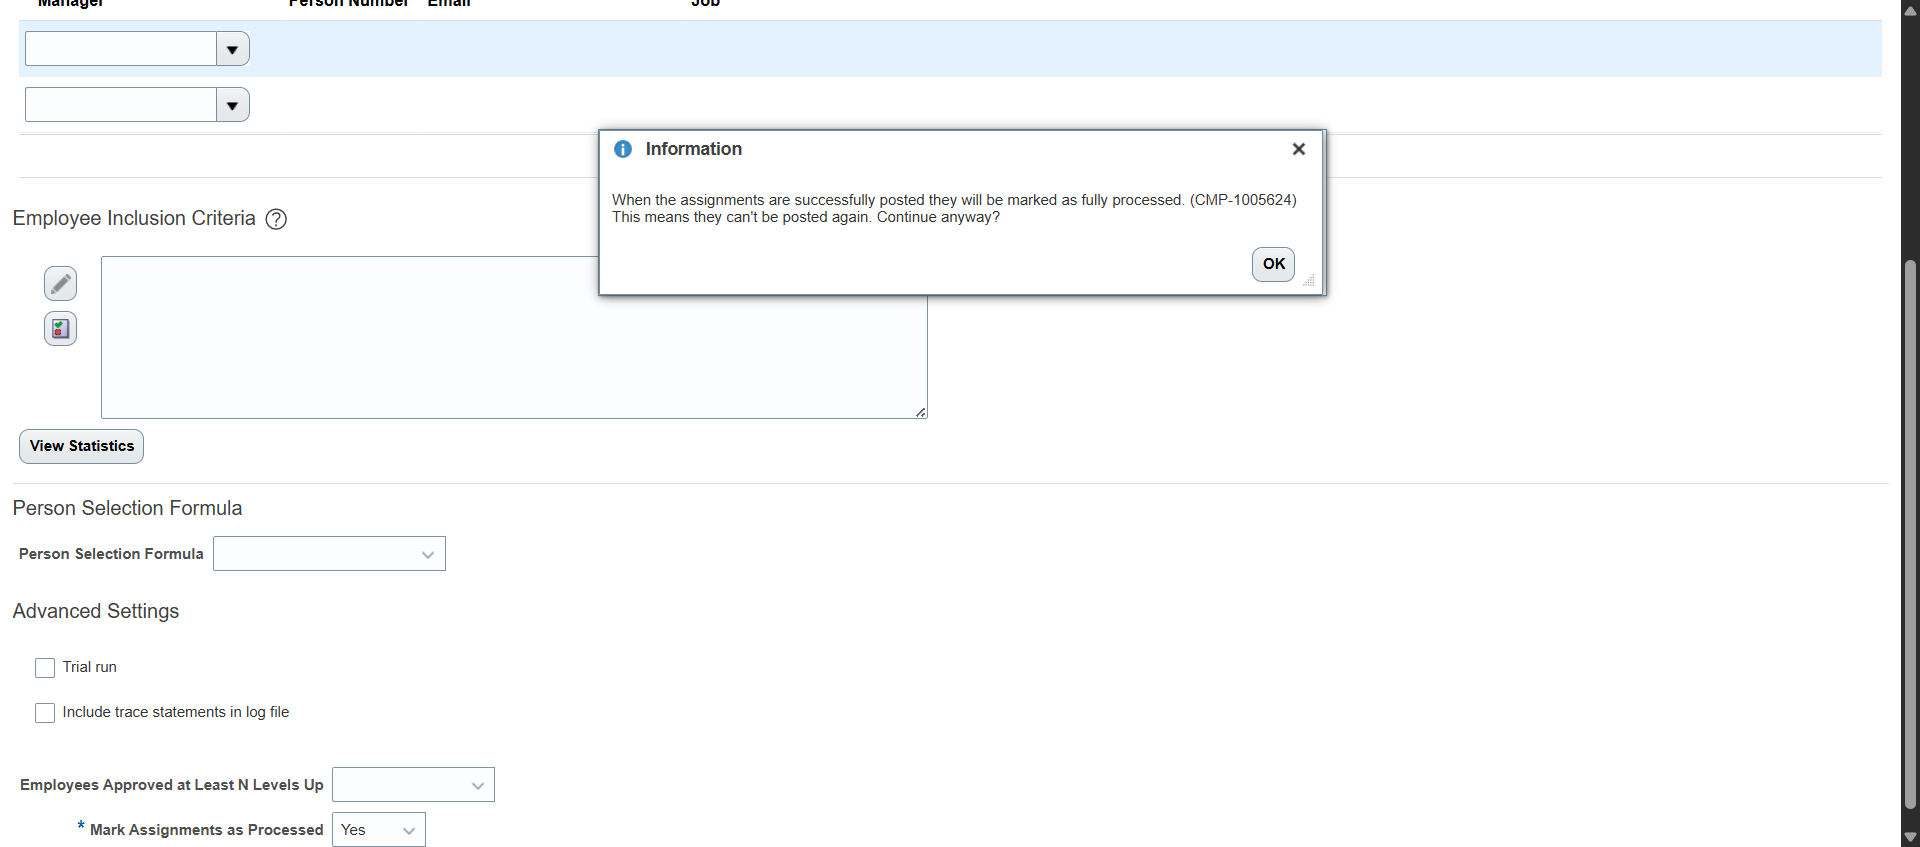 Manager Person Number Email Job
Information
When the assignments are successfully posted they will be marked as fully processed. (CMP-1005624)
This means they can't be posted again. Continue anyway?
OK
Employee Inclusion Criteria
View Statistics
Person Selection Formula
Person Selection Formula
Advanced Settings
Trial run
Include trace statements in log file
Employees Approved at Least N Levels Up
* Mark Assignments as Processed Yes